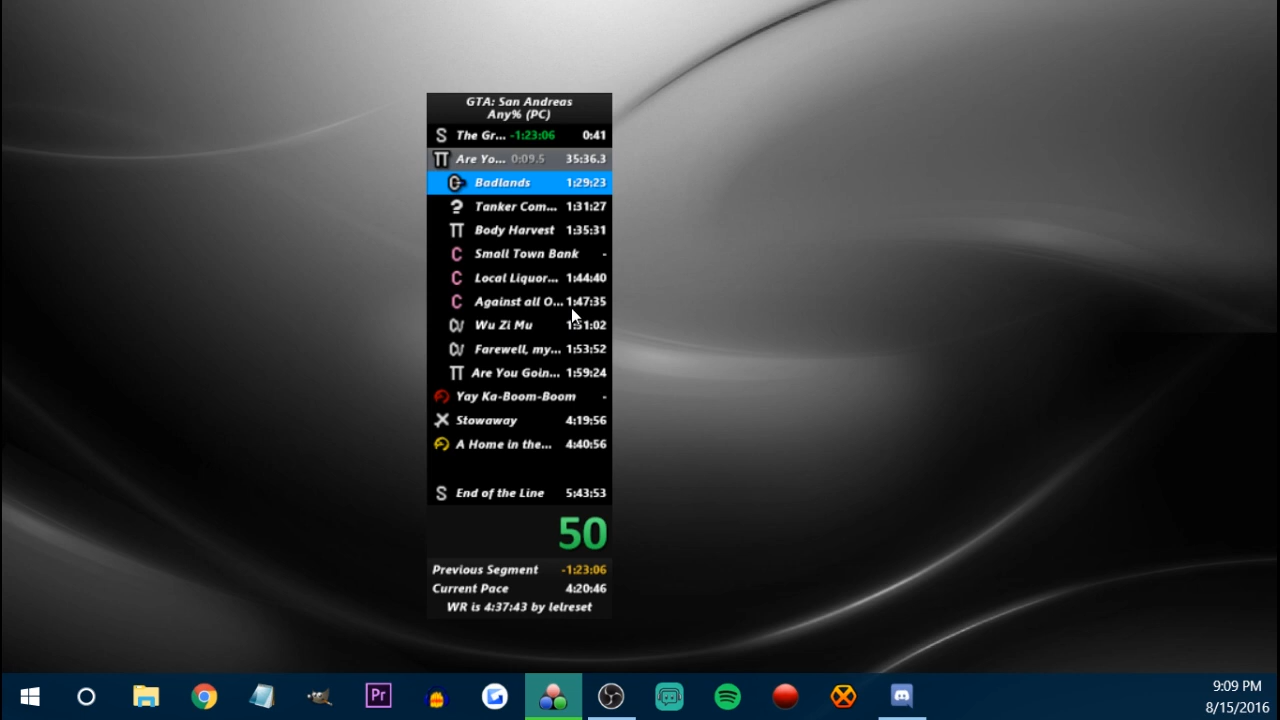 GTA: San Andreas
Any% (PC)
The Gr... -1:23:06 0:41
Are Yo... 0:09.5 35:36.3
Badlands 1:29:23
Tanker Com... 1:31:27
Body Harvest 1:35:31
Small Town Bank -
Local Liquor... 1:44:40
Against all O... 1:47:35
Wu Zi Mu 1:51:02
Farewell, my... 1:53:52
Are You Goin... 1:59:24
Yay Ka-Boom-Boom -
Stowaway 4:19:56
A Home in the... 4:40:56
End of the Line 5:43:53
50
Previous Segment -1:23:06
Current Pace 4:20:46
WR is 4:37:43 by lelreset
Pr
9:09 PM
8/15/2016